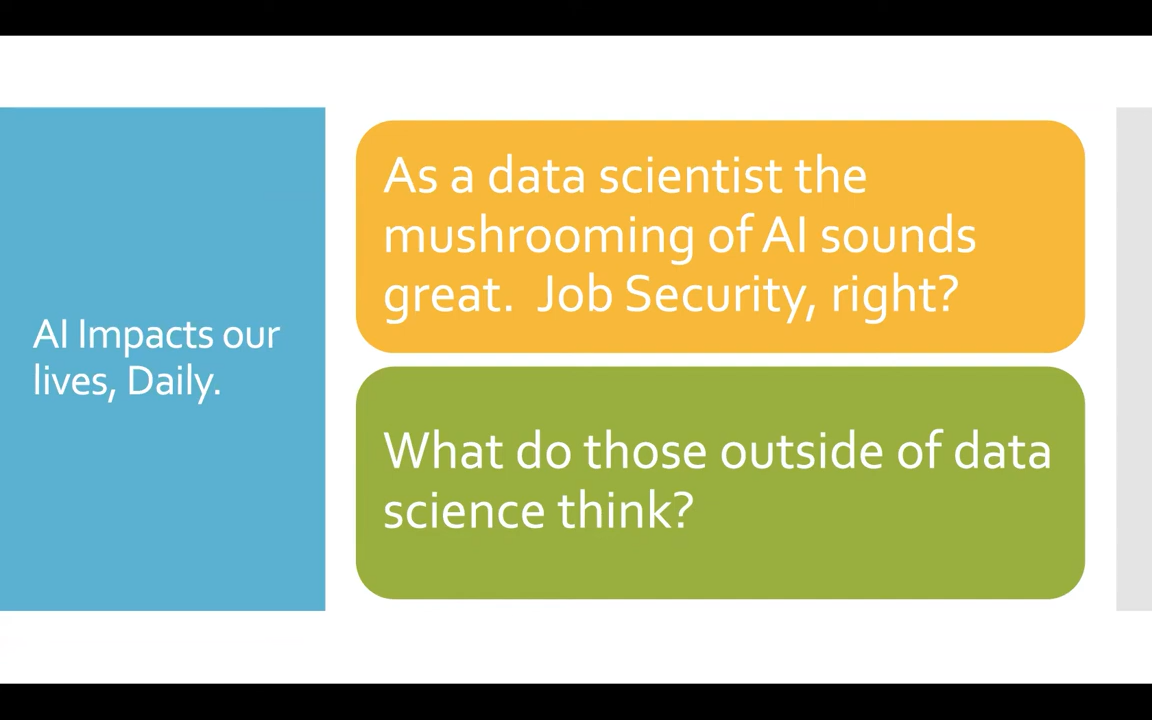 AI Impacts our
lives, Daily.
As a data scientist the
mushrooming of AI sounds
great.  Job Security, right?
What do those outside of data
science think?